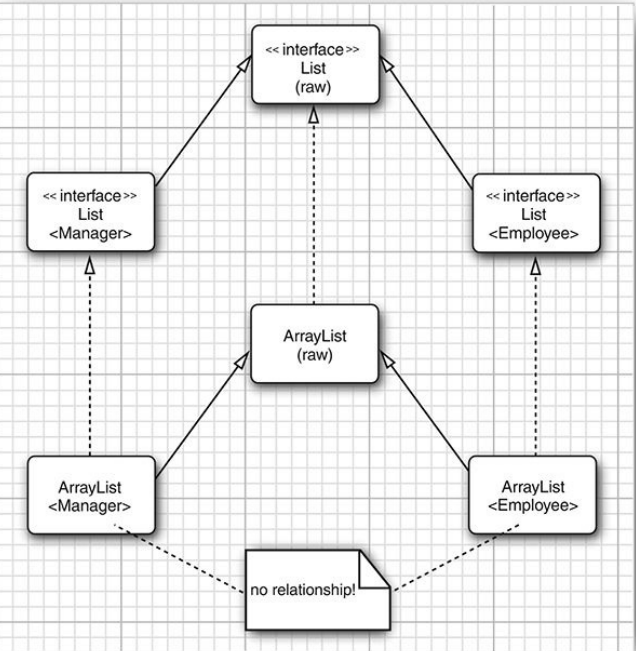 << interface >>
List
(raw)
<< interface >>
List
<Manager>
<< interface >>
List
<Employee>
ArrayList
(raw)
ArrayList
<Manager>
ArrayList
<Employee>
no relationship!